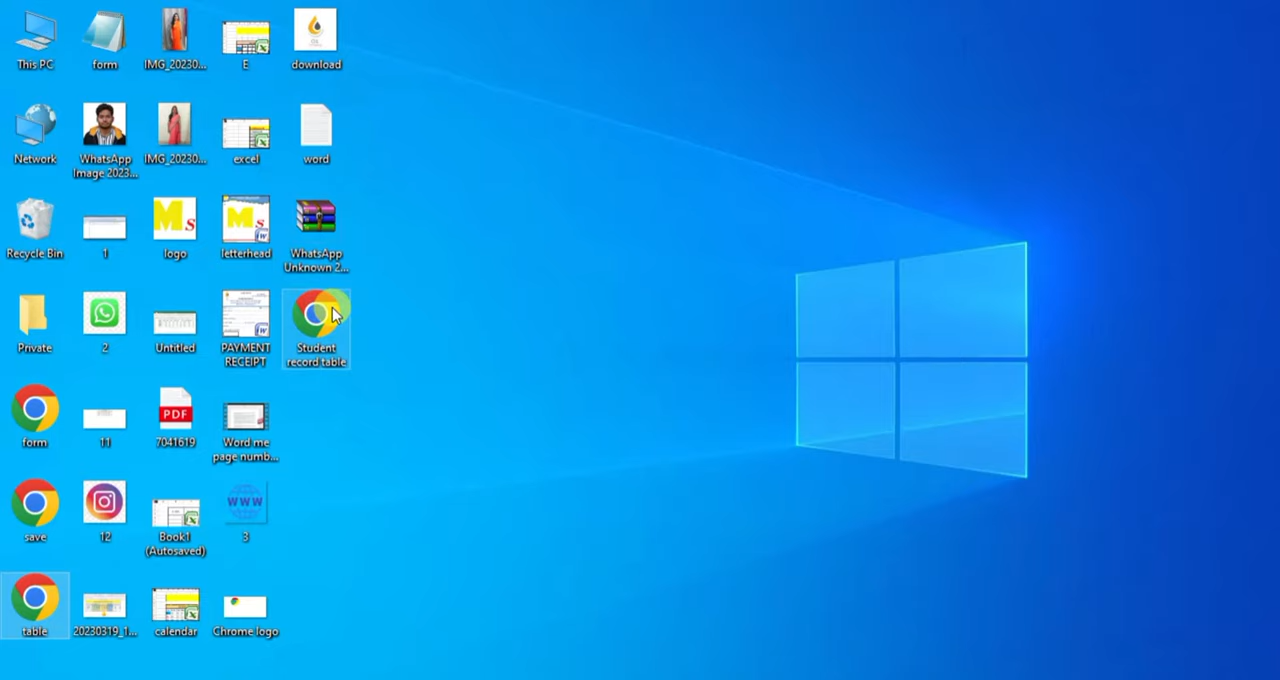 This PC
form
IMG_20230...
E
download
Network
WhatsApp
Image 2023...
IMG_20230...
excel
word
Recycle Bin
1
M s
logo
M s
letterhead
WhatsApp
Unknown 2...
Private
2
Untitled
PAYMENT
RECEIPT
Student
record table
form
11
PDF
7041619
Word me
page numb...
save
12
Book1
(Autosaved)
WWW
3
table
20230319_1...
calendar
Chrome logo